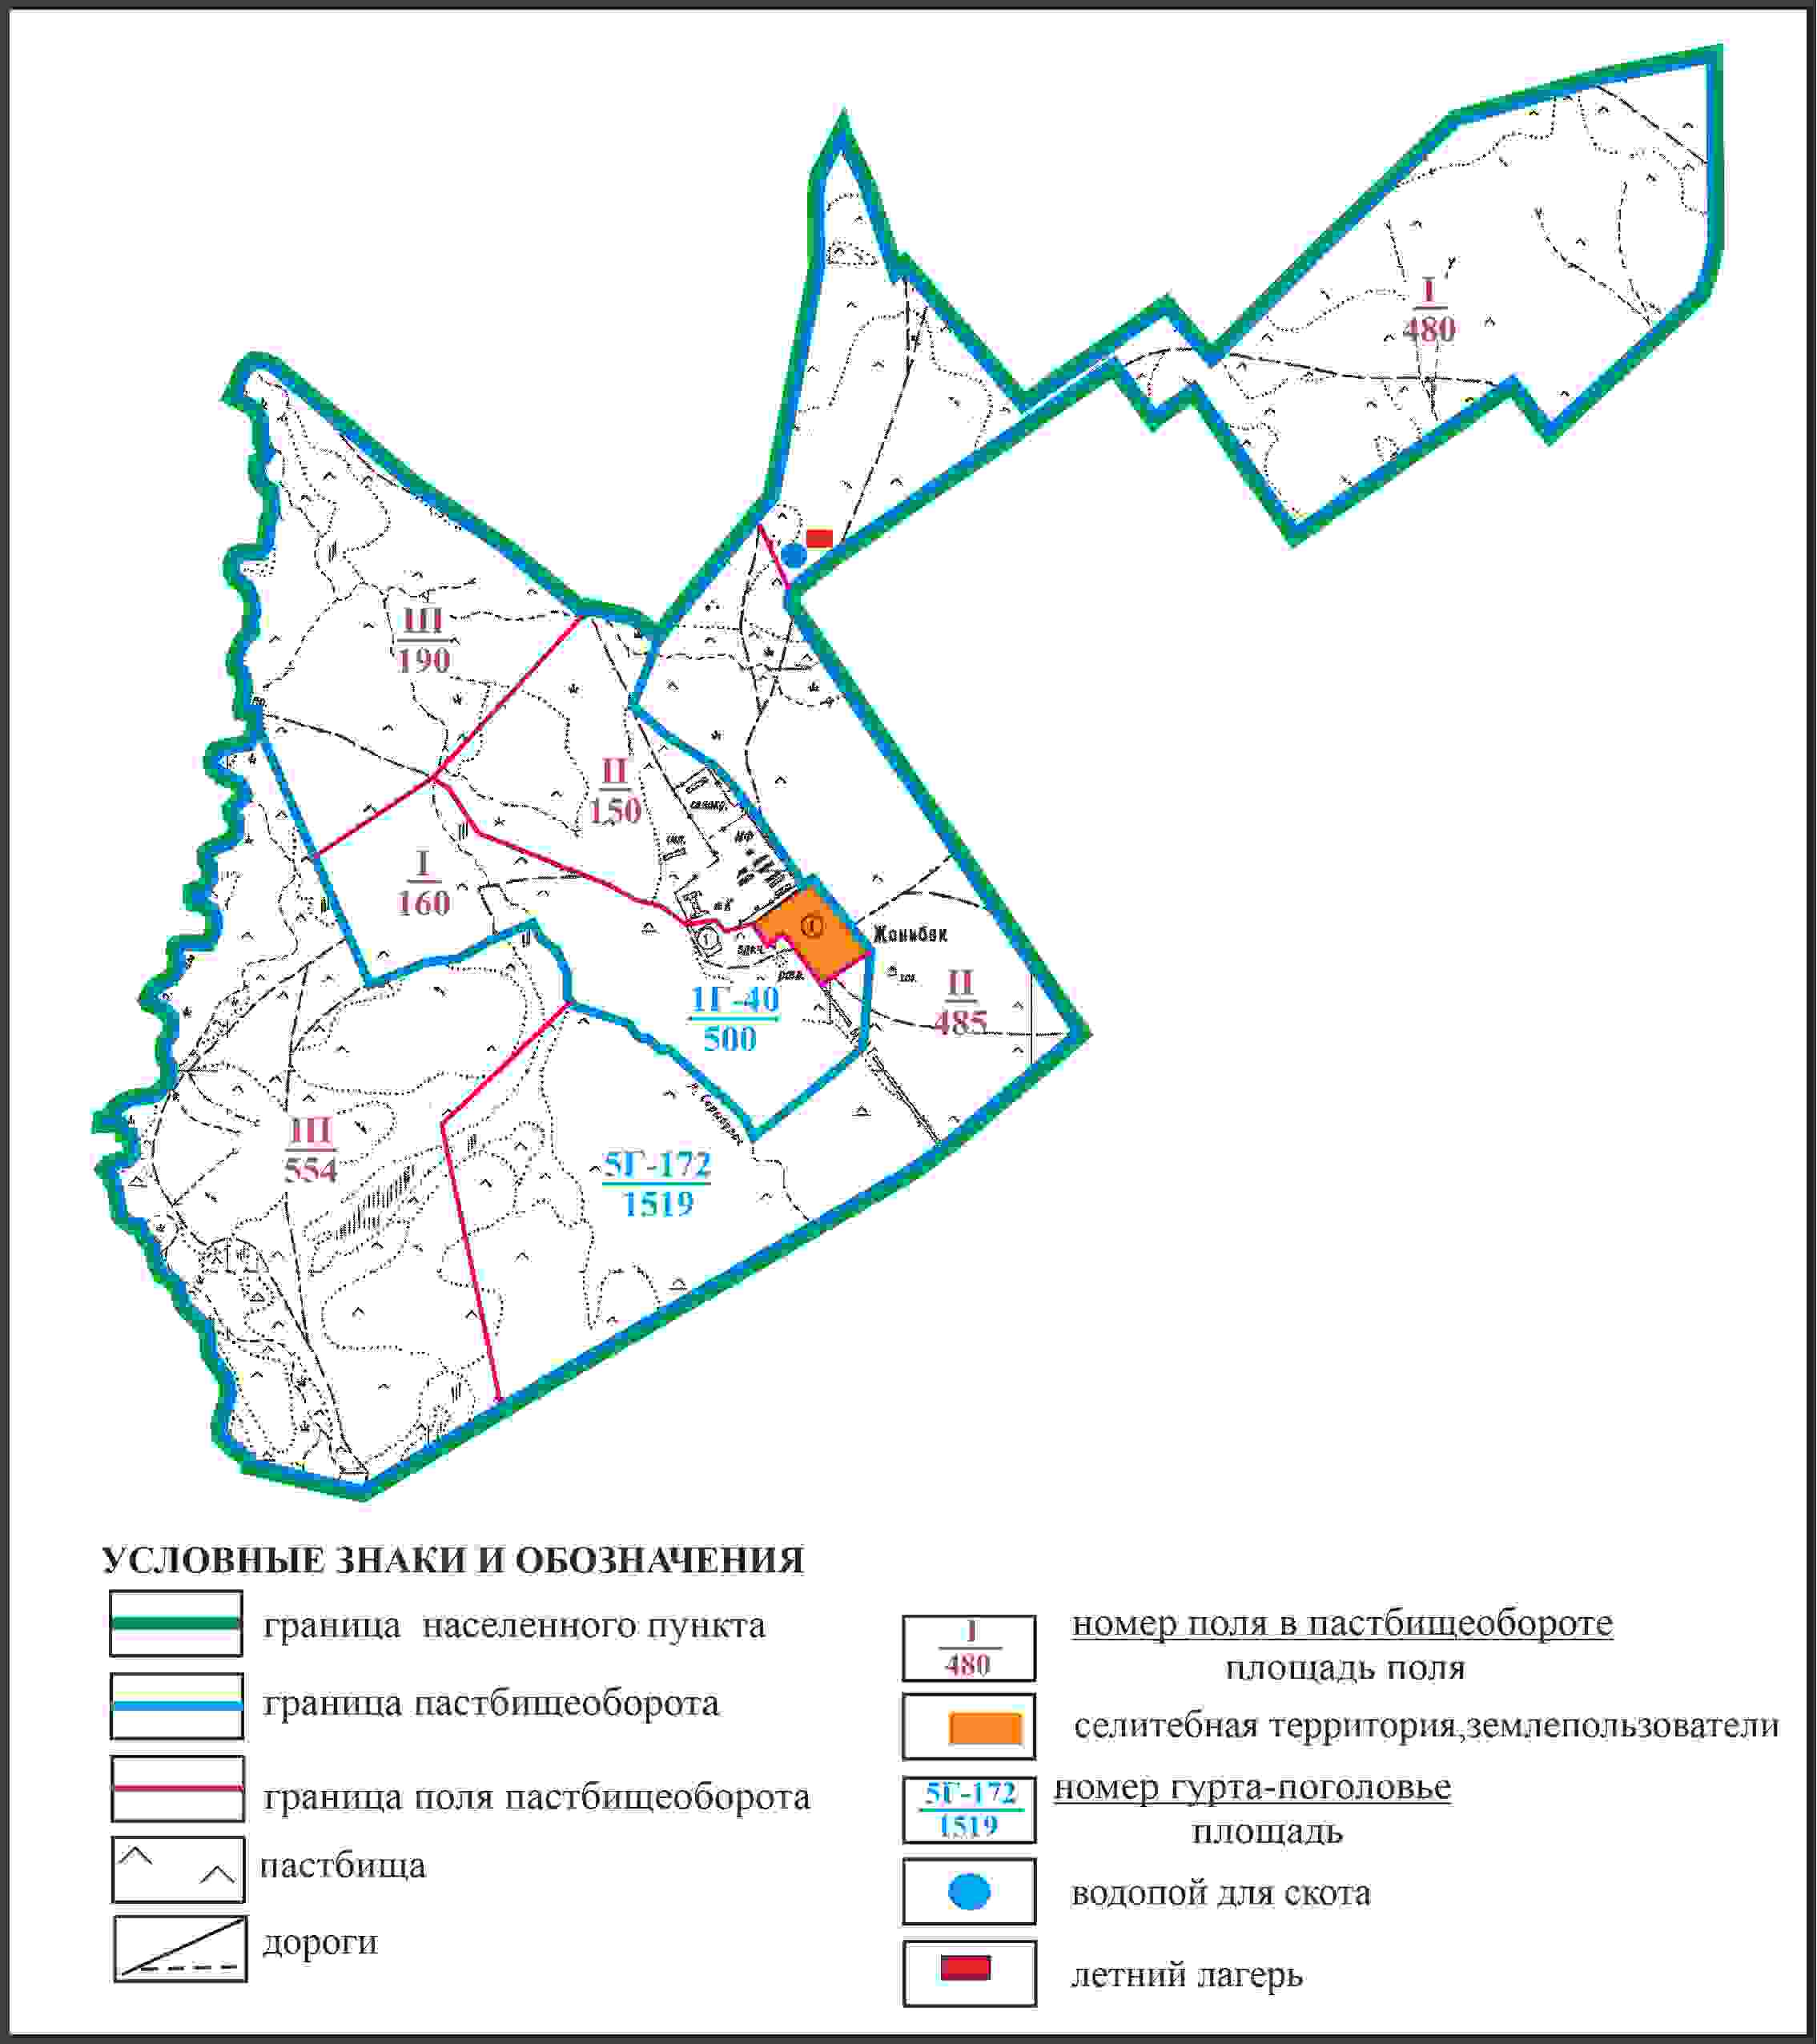 I
480
III
190
II
150
I
160
Жанибек
II
485
1Г-40
500
III
554
5Г-172
1519
УСЛОВНЫЕ ЗНАКИ И ОБОЗНАЧЕНИЯ
граница населенного пункта
граница пастбищеоборота
граница поля пастбищеоборота
пастбища
дороги
I
480
номер поля в пастбищеобороте
площадь поля
селитебная территория,землепользователи
5Г-172
1519
номер гурта-поголовье
площадь
водопой для скота
летний лагерь